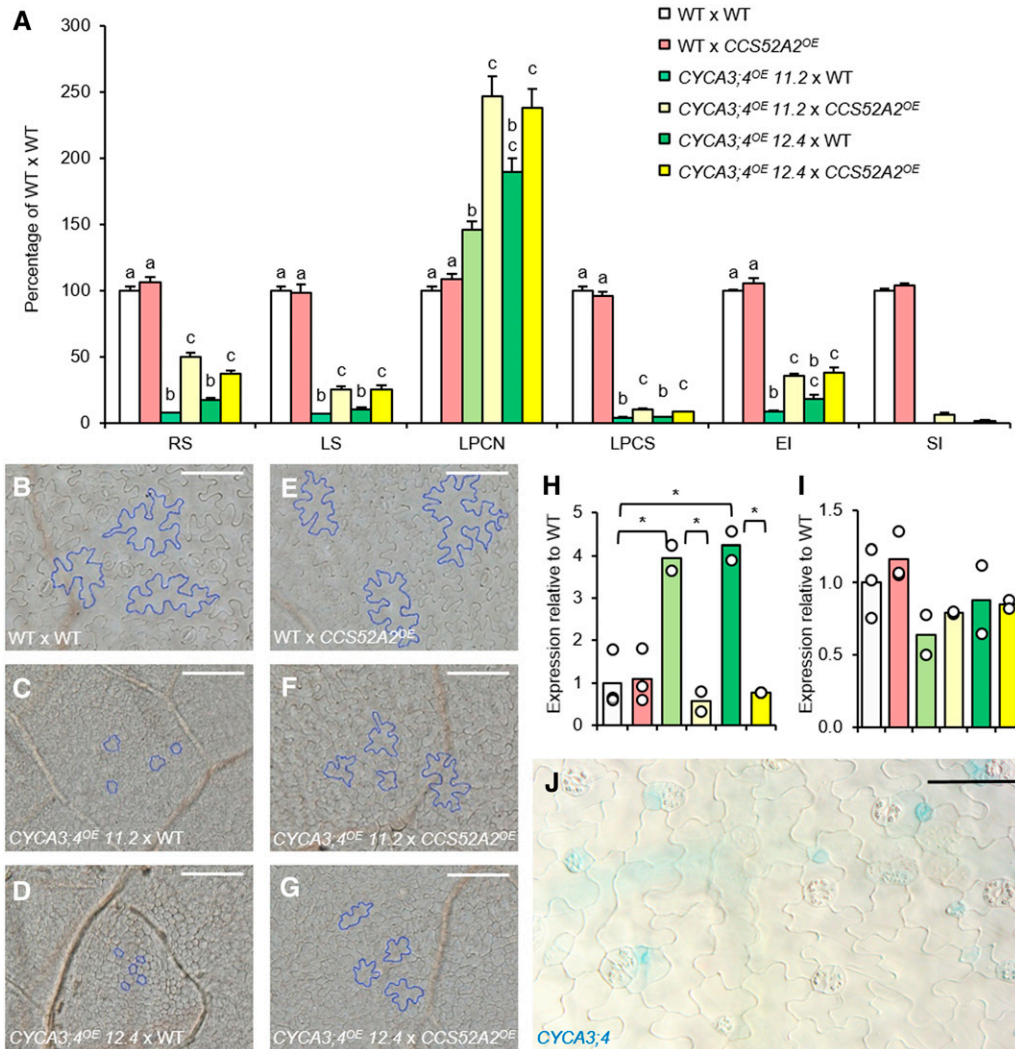 A
Percentage of WT x WT
300
250
200
150
100
50
0
a a b c b c
a a b c b c
a a b c b c c
a a b c b c
a a b c b c c
RS LS LPCN LPCS EI SI
WT x WT
WT x CCS52A2OE
CYCA3;4OE 11.2 x WT
CYCA3;4OE 11.2 x CCS52A2OE
CYCA3;4OE 12.4 x WT
CYCA3;4OE 12.4 x CCS52A2OE
B
WT x WT
E
WT x CCS52A2OE
C
CYCA3;4OE 11.2 x WT
F
CYCA3;4OE 11.2 x CCS52A2OE
D
CYCA3;4OE 12.4 x WT
G
CYCA3;4OE 12.4 x CCS52A2OE
H
Expression relative to WT
5
4
3
2
1
0
* * * *
I
Expression relative to WT
1.5
1.0
0.5
0.0
J
CYCA3;4